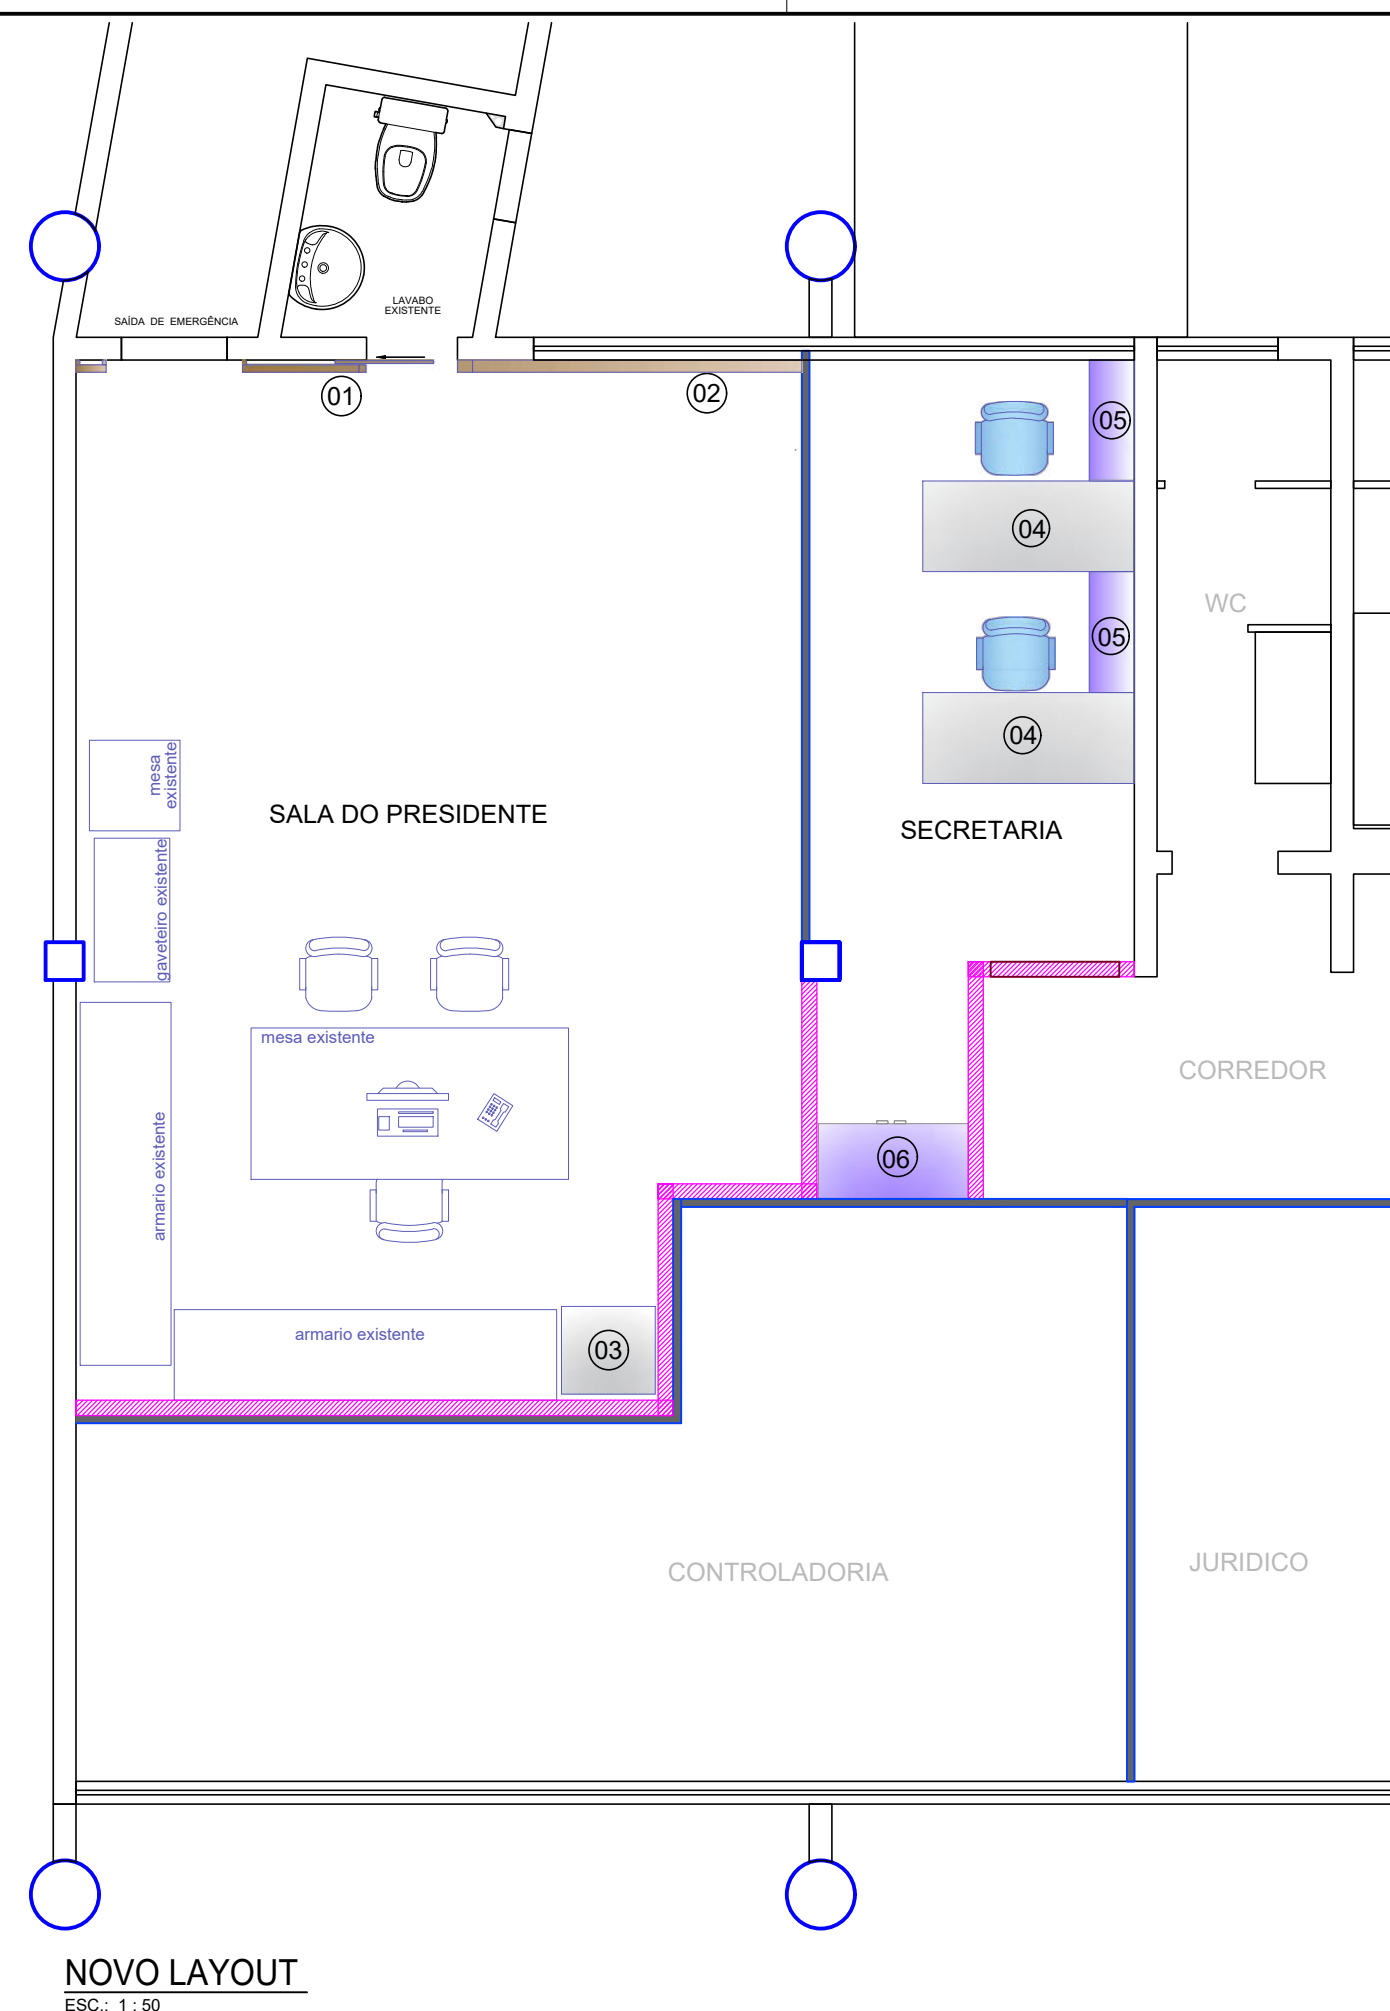 LAVABO
EXISTENTE
SAÍDA DE EMERGÊNCIA
01
02
05
04
05
04
WC
mesa
existente
SALA DO PRESIDENTE
SECRETARIA
gaveteiro existente
mesa existente
CORREDOR
armario existente
06
armario existente
03
CONTROLADORIA
JURIDICO
NOVO LAYOUT
ESC.: 1 : 50